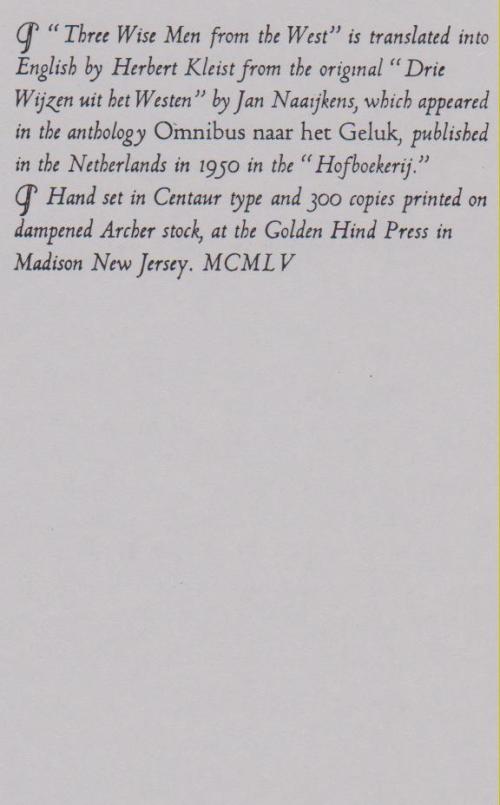 ¶ “Three Wise Men from the West” is translated into
English by Herbert Kleist from the original “Drie
Wijzen uit het Westen” by Jan Naaijkens, which appeared
in the anthology Omnibus naar het Geluk, published
in the Netherlands in 1950 in the “Hofboekerij.”
¶ Hand set in Centaur type and 300 copies printed on
dampened Archer stock, at the Golden Hind Press in
Madison New Jersey. MCMLV